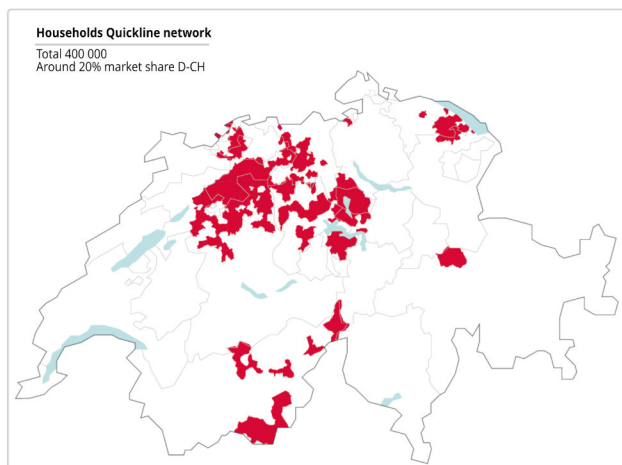 Households Quickline network
Total 400 000
Around 20% market share D-CH